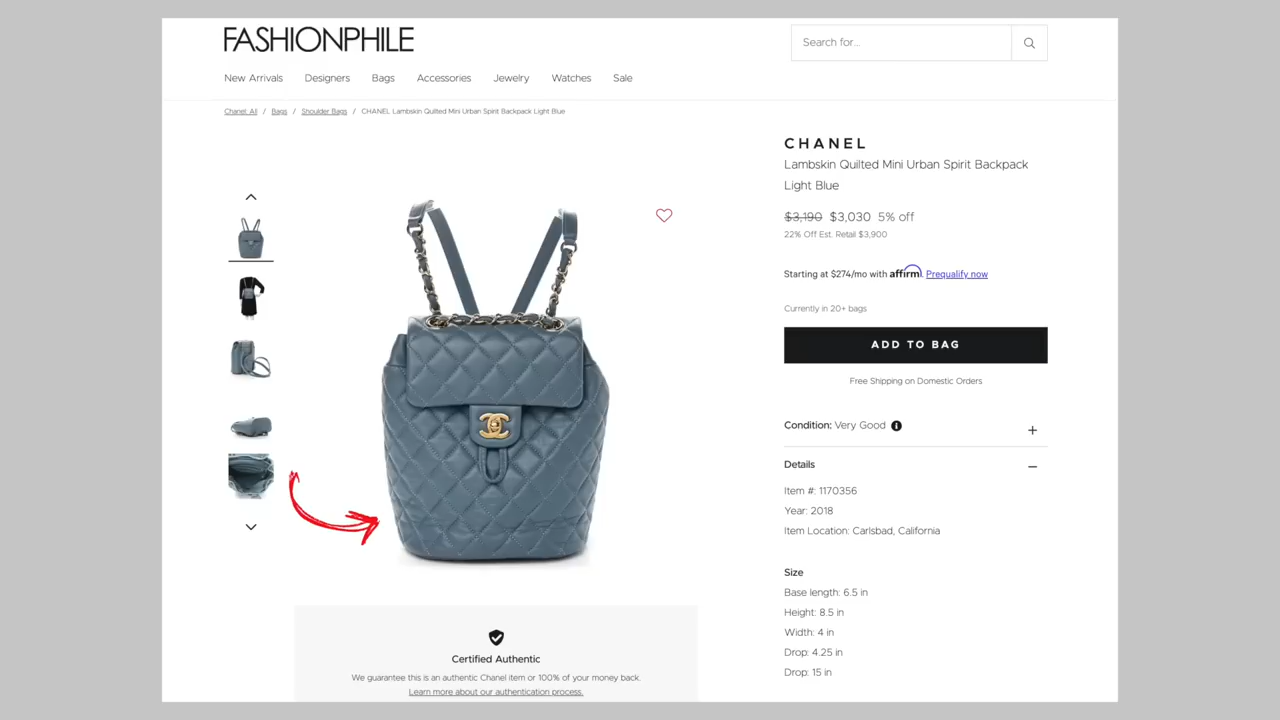 FASHIONPHILE
Search for...
New Arrivals Designers Bags Accessories Jewelry Watches Sale
Chanel: All / Bags / Shoulder Bags / CHANEL Lambskin Quilted Mini Urban Spirit Backpack Light Blue
CHANEL
Lambskin Quilted Mini Urban Spirit Backpack
Light Blue
$3,190 $3,030 5% off
22% Off Est. Retail $3,900
Starting at $274/mo with affirm. Prequalify now
Currently in 20+ bags
ADD TO BAG
Free Shipping on Domestic Orders
Condition: Very Good
Details
Item #: 1170356
Year: 2018
Item Location: Carlsbad, California
Size
Base length: 6.5 in
Height: 8.5 in
Width: 4 in
Drop: 4.25 in
Drop: 15 in
Certified Authentic
We guarantee this is an authentic Chanel item or 100% of your money back.
Learn more about our authentication process.